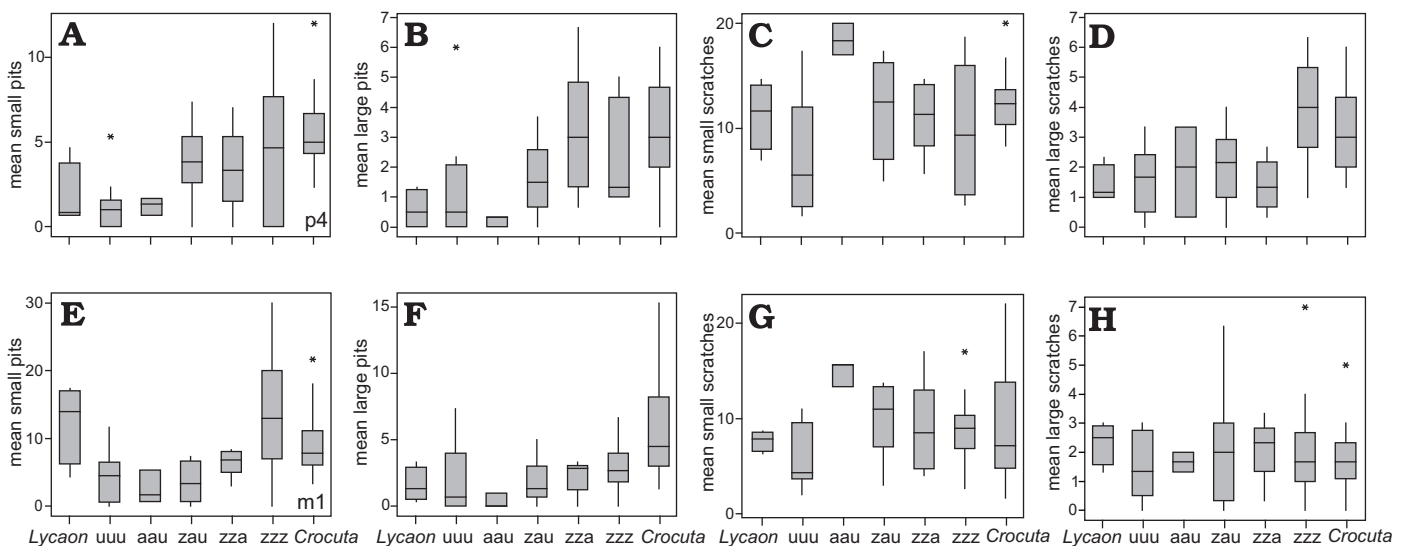 A
mean small pits
10
5
0
p4
B
mean large pits
7
6
5
4
3
2
1
0
C
mean small scratches
20
10
0
D
mean large scratches
7
6
5
4
3
2
1
0
E
mean small pits
30
20
10
0
m1
F
mean large pits
15
10
5
0
G
mean small scratches
20
10
0
H
mean large scratches
7
6
5
4
3
2
1
0
Lycaon uuu aau zau zza zzz Crocuta
Lycaon uuu aau zau zza zzz Crocuta
Lycaon uuu aau zau zza zzz Crocuta
Lycaon uuu aau zau zza zzz Crocuta